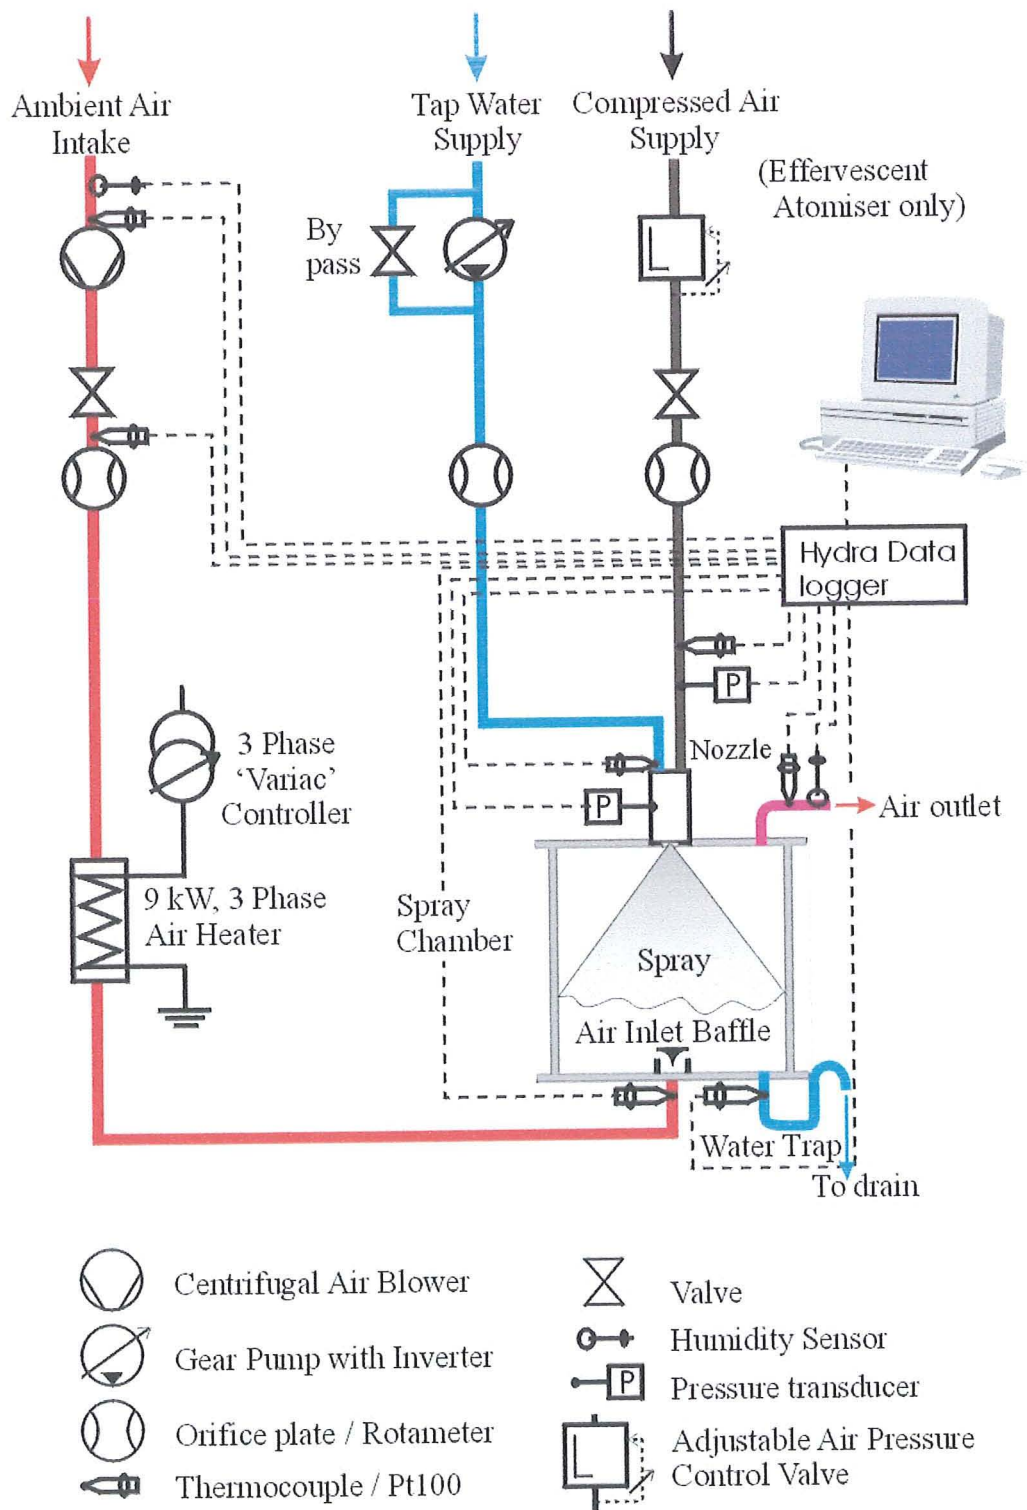 Ambient Air
Intake
Tap Water
Supply
Compressed Air
Supply
(Effervescent
Atomiser only)
By
pass
Hydra Data
logger
P
Nozzle
3 Phase
‘Variac’
Controller
P
Air outlet
9 kW, 3 Phase
Air Heater
Spray
Chamber
Spray
Air Inlet Baffle
Water Trap
To drain
Centrifugal Air Blower
Gear Pump with Inverter
Orifice plate / Rotameter
Thermocouple / Pt100
Valve
Humidity Sensor
P
Pressure transducer
Adjustable Air Pressure
Control Valve